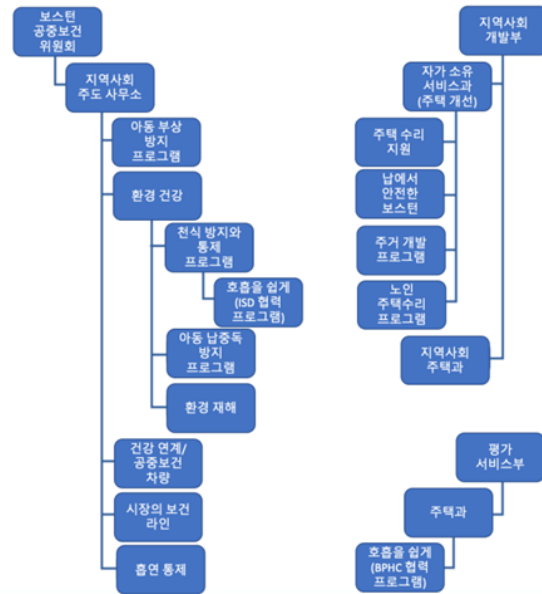 보스턴
공중보건
위원회
지역사회
주도 사무소
아동 부상
방지
프로그램
환경 건강
천식 방지와
통제
프로그램
호흡을 쉽게
(ISD 협력
프로그램)
아동 납중독
방지
프로그램
환경 재해
건강 연계/
공중보건
차량
시장의 보건
라인
흡연 통제
지역사회
개발부
자가 소유
서비스과
(주택 개선)
주택 수리
지원
납에서
안전한
보스턴
주거 개발
프로그램
노인
주택수리
프로그램
지역사회
주택과
평가
서비스부
주택과
호흡을 쉽게
(BPHC 협력
프로그램)